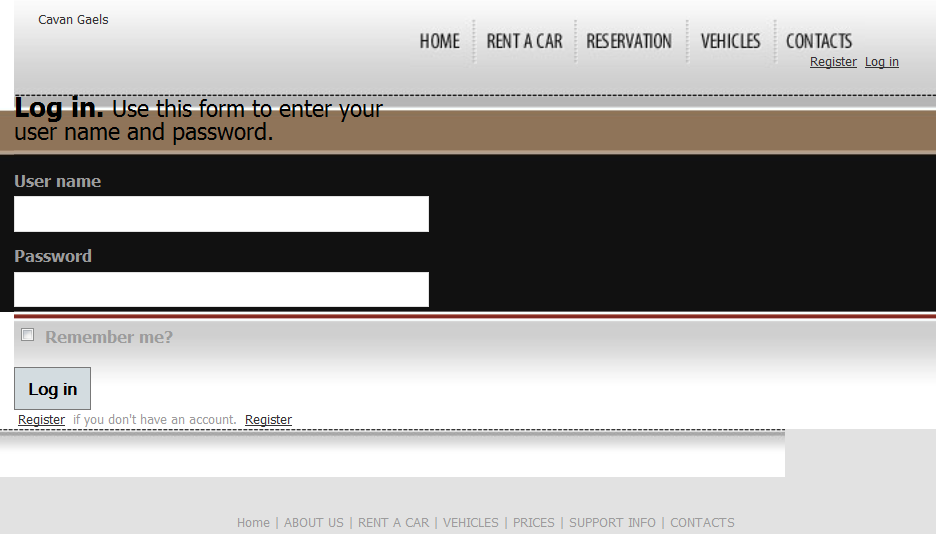 Cavan Gaels
HOME RENT A CAR RESERVATION VEHICLES CONTACTS
Register Log in
Log in. Use this form to enter your
user name and password.
User name
Password
Remember me?
Log in
Register if you don't have an account. Register
Home | ABOUT US | RENT A CAR | VEHICLES | PRICES | SUPPORT INFO | CONTACTS